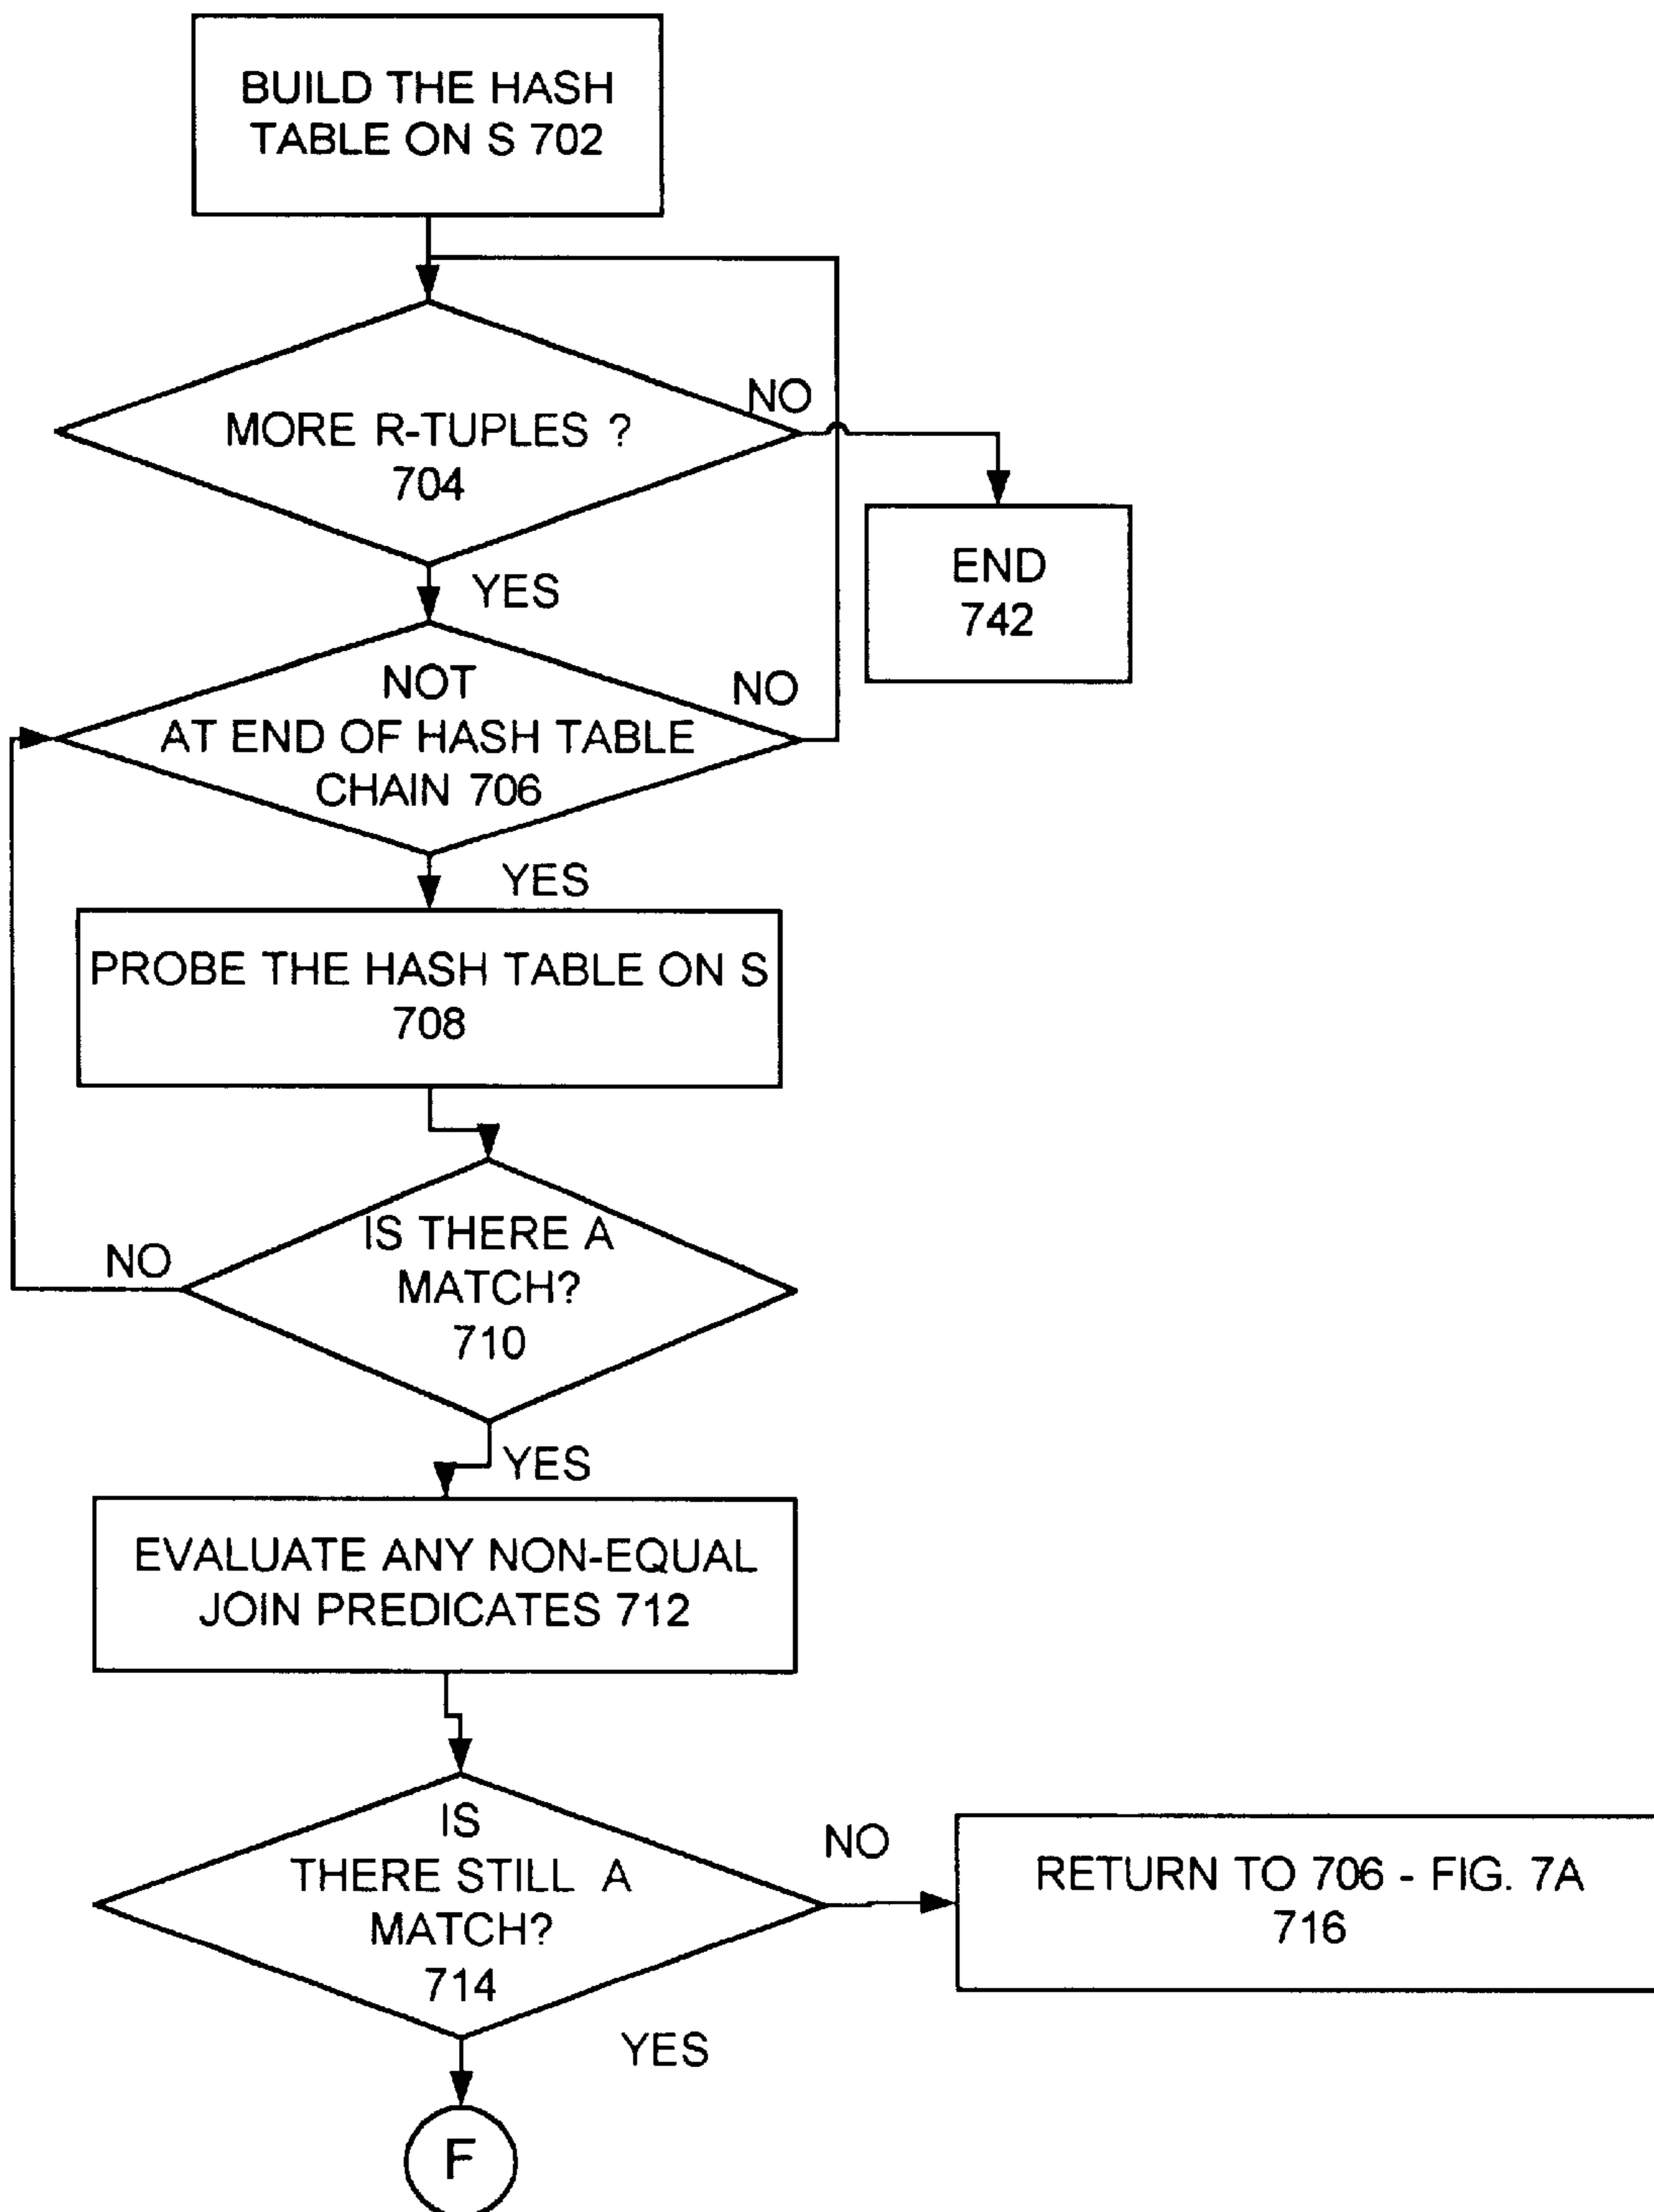 BUILD THE HASH
TABLE ON S 702
NO
MORE R-TUPLES ?
704
END
742
YES
NOT
NO
AT END OF HASH TABLE
CHAIN 706
YES
PROBE THE HASH TABLE ON S
708
IS THERE A
NO
MATCH?
710
YES
EVALUATE ANY NON-EQUAL
JOIN PREDICATES 712
IS
NO
THERE STILL A
MATCH?
714
RETURN TO 706 - FIG. 7A
716
YES
F